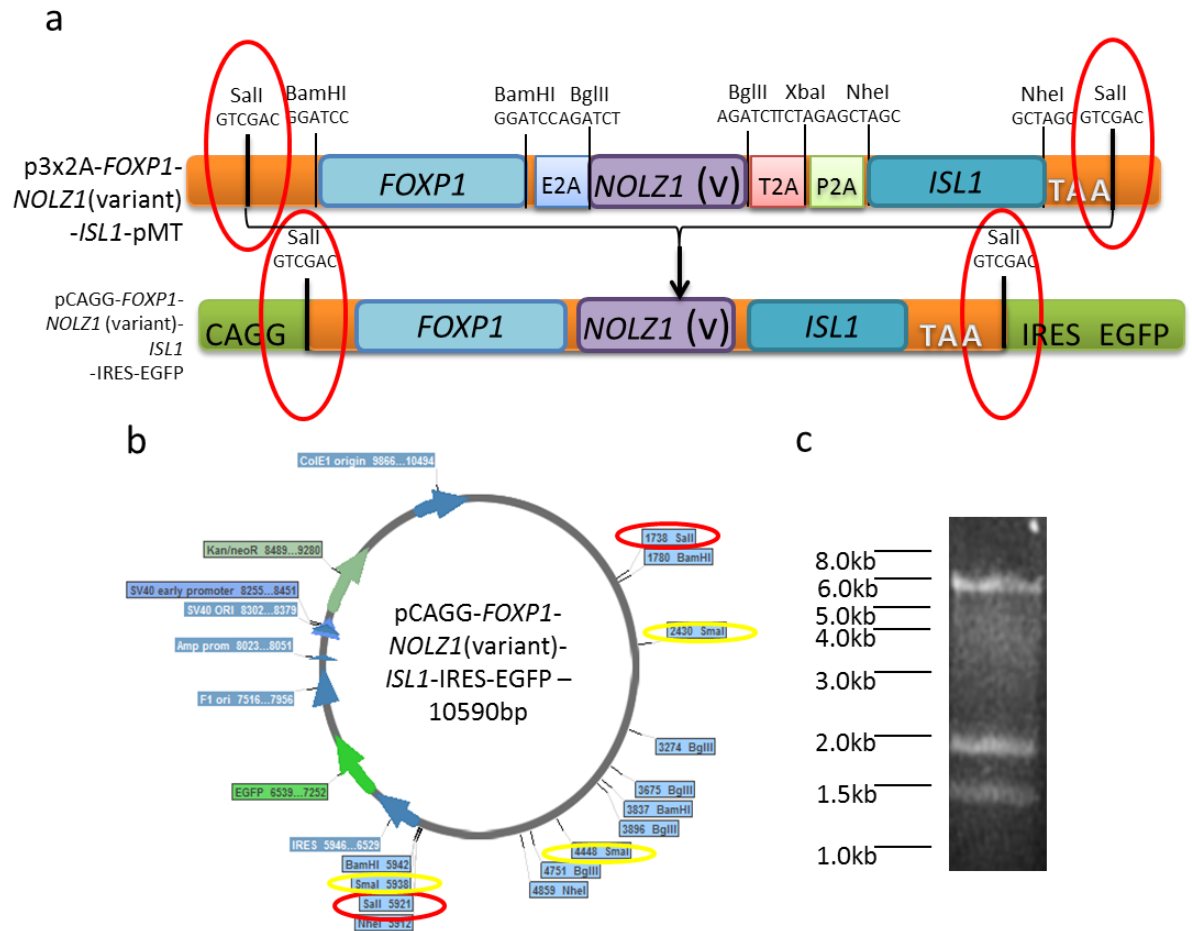 a
SalI
GTCGAC
BamHI
GGATCC
BamHI BglII
GGATCCAGATCT
BglII XbaI NheI
AGATCTTCTAGAGCTAGC
NheI
GCTAGC
SalI
GTCGAC
p3x2A-FOXP1-
NOLZ1(variant)
-ISL1-pMT
FOXP1
E2A
NOLZ1 (v)
T2A
P2A
ISL1
TAA
SalI
GTCGAC
SalI
GTCGAC
pCAGG-FOXP1-
NOLZ1 (variant)-
ISL1
-IRES-EGFP
CAGG
FOXP1
NOLZ1 (v)
ISL1
TAA
IRES EGFP
b
ColE1 origin 9866...10494
Kan/neoR 8489...9280
SV40 early promoter 8255...8451
SV40 ORI 8302...8379
Amp prom 8023...8051
F1 ori 7516...7956
EGFP 6539...7252
IRES 5946...6529
BamHI 5942
SmaI 5938
SalI 5921
NheI 5912
1738 SalI
1780 BamHI
2430 SmaI
3274 BglII
3675 BglII
3837 BamHI
3896 BglII
4448 SmaI
4751 BglII
4859 NheI
pCAGG-FOXP1-
NOLZ1(variant)-
ISL1-IRES-EGFP –
10590bp
c
8.0kb
6.0kb
5.0kb
4.0kb
3.0kb
2.0kb
1.5kb
1.0kb